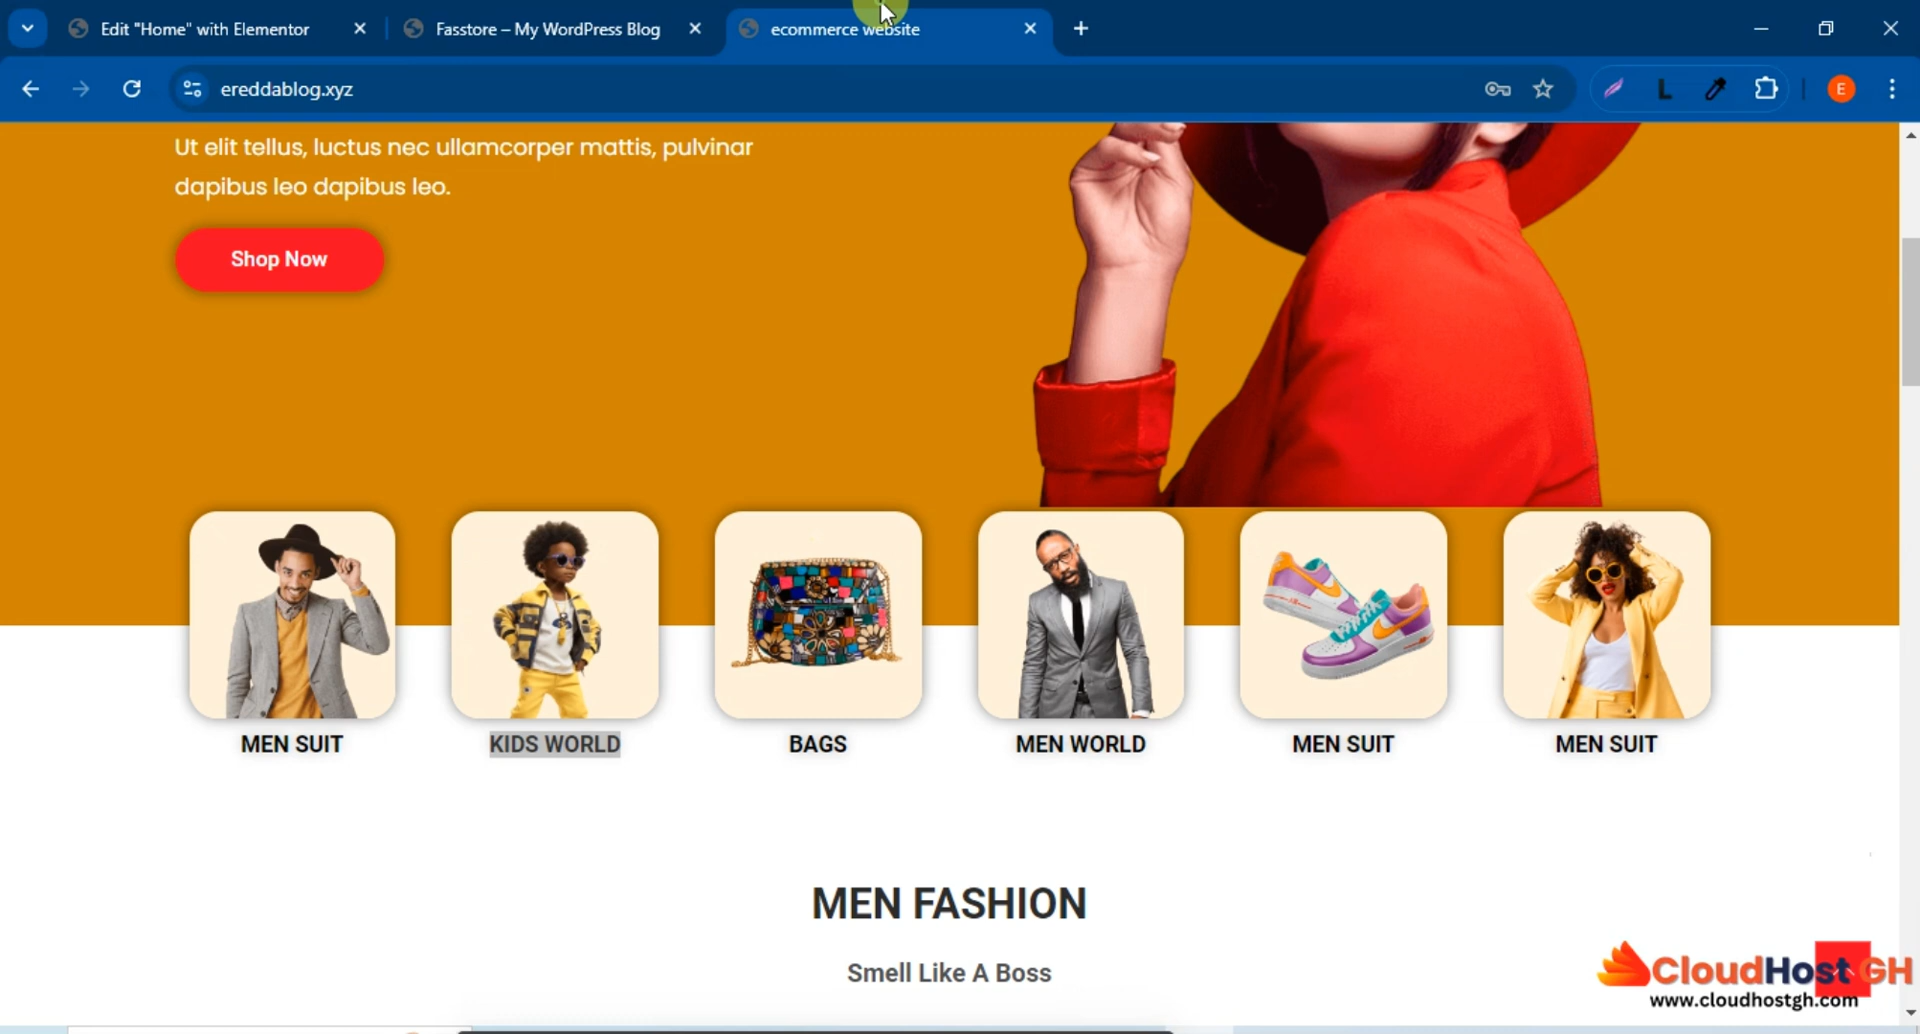 Edit "Home" with Elementor
Fasstore – My WordPress Blog
ecommerce website
ereddablog.xyz
L
E
Ut elit tellus, luctus nec ullamcorper mattis, pulvinar
dapibus leo dapibus leo.
Shop Now
MEN SUIT
KIDS WORLD
BAGS
MEN WORLD
MEN SUIT
MEN SUIT
MEN FASHION
Smell Like A Boss
CloudHost GH
www.cloudhostgh.com